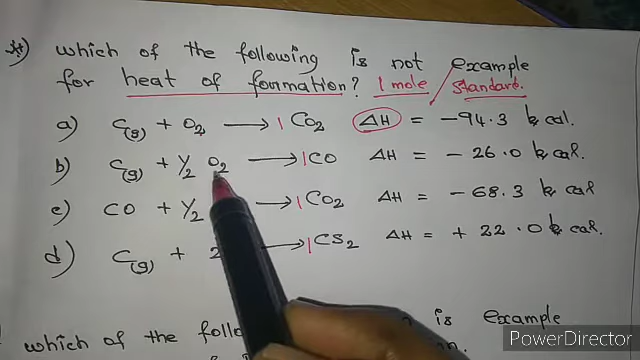 which of the following is not example
for heat of formation? 1 mole standard.
a) C(g) + O2 → 1 CO2 ΔH = -94.3 k cal.
b) C(g) + 1/2 O2 → 1 CO ΔH = - 26.0 k cal.
c) CO + 1/2 → 1 CO2 ΔH = - 68.3 k cal
d) C(g) + 2 → 1 CS2 ΔH = + 22.0 k cal.
which of the follo is example
PowerDirector